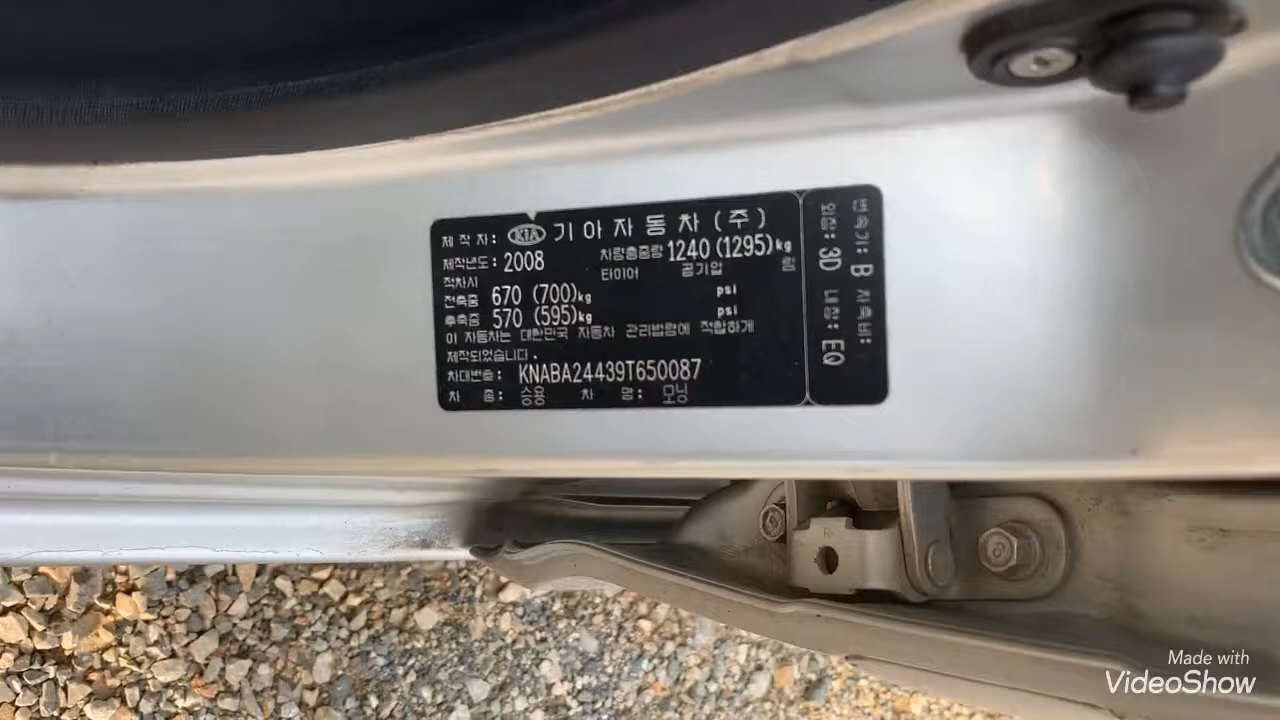 제작자: KIA 기아자동차(주)
제작년도: 2008 차량총중량 1240 (1295)kg
적차시 타이어 공기압
전축중 670 (700)kg psi
후축중 570 (595)kg psi
이 자동차는 대한민국 자동차 관리법령에 적합하게
제작되었습니다.
차대번호: KNABA24439T650087
차 종: 승용 차 명: 모닝
변속기: B 차축비:
외장: 3D 내장: EQ
Made with
VideoShow